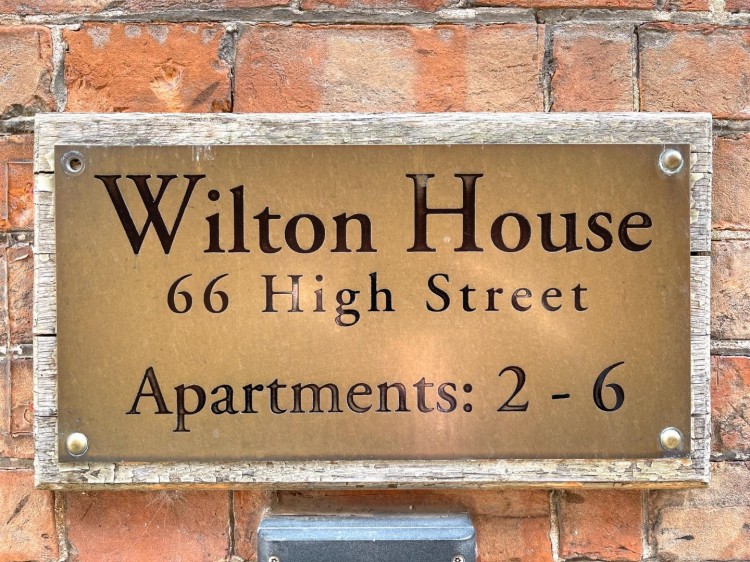 Wilton House
66 High Street
Apartments: 2 - 6